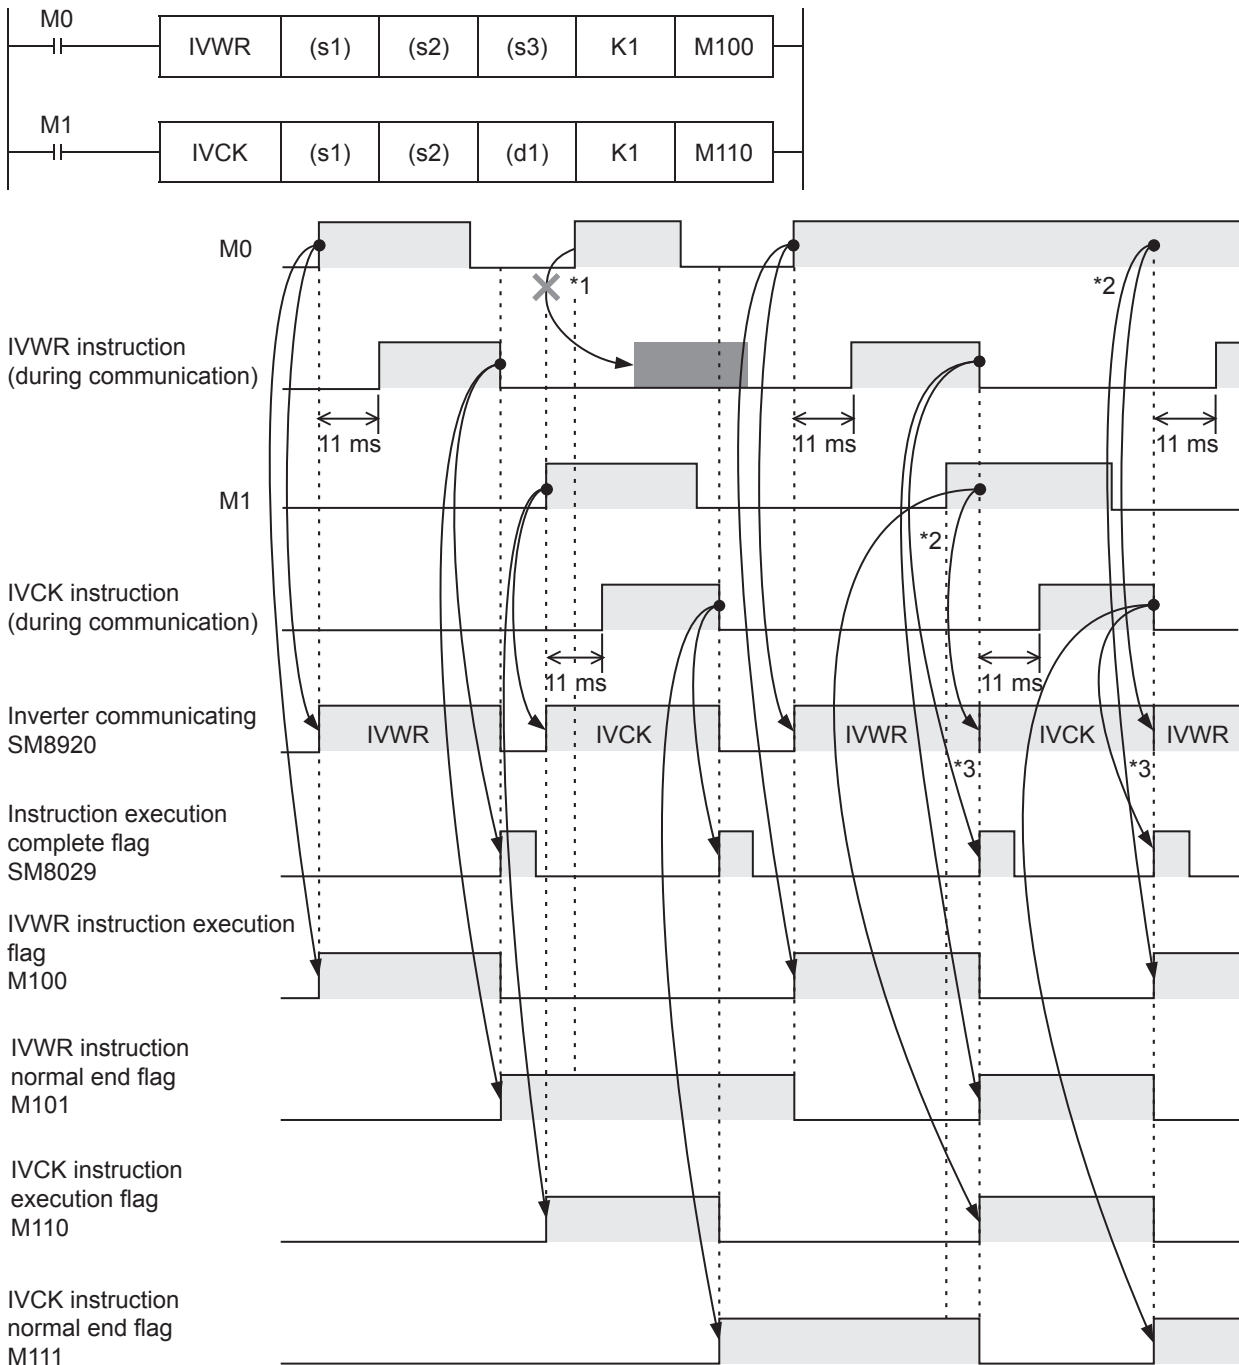 M0
IVWR (s1) (s2) (s3) K1 M100
M1
IVCK (s1) (s2) (d1) K1 M110
M0
*1
*2
IVWR instruction
(during communication)
11 ms
11 ms
11 ms
M1
*2
IVCK instruction
(during communication)
11 ms
11 ms
Inverter communicating
SM8920
IVWR IVCK IVWR IVCK IVWR
*3 *3
Instruction execution
complete flag
SM8029
IVWR instruction execution
flag
M100
IVWR instruction
normal end flag
M101
IVCK instruction
execution flag
M110
IVCK instruction
normal end flag
M111